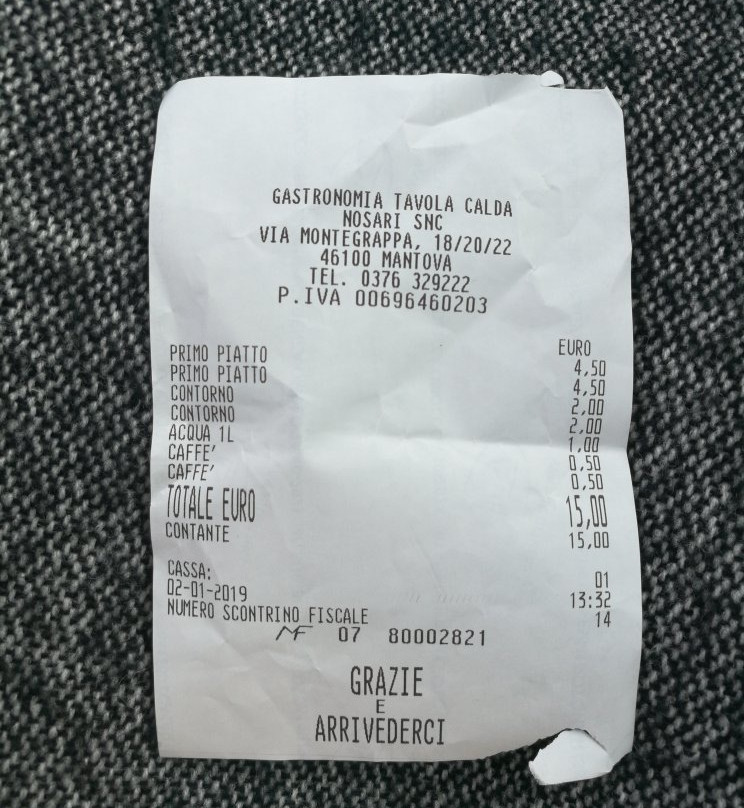 GASTRONOMIA TAVOLA CALDA
NOSARI SNC
VIA MONTEGRAPPA, 18/20/22
46100 MANTOVA
TEL. 0376 329222
P.IVA 00696460203
EURO
PRIMO PIATTO 4,50
PRIMO PIATTO 4,50
CONTORNO 2,00
CONTORNO 2,00
ACQUA 1L 1,00
CAFFE' 0,50
CAFFE' 0,50
TOTALE EURO 15,00
CONTANTE 15,00
CASSA: 01
02-01-2019 13:32
NUMERO SCONTRINO FISCALE 14
MF 07 80002821
GRAZIE
E
ARRIVEDERCI